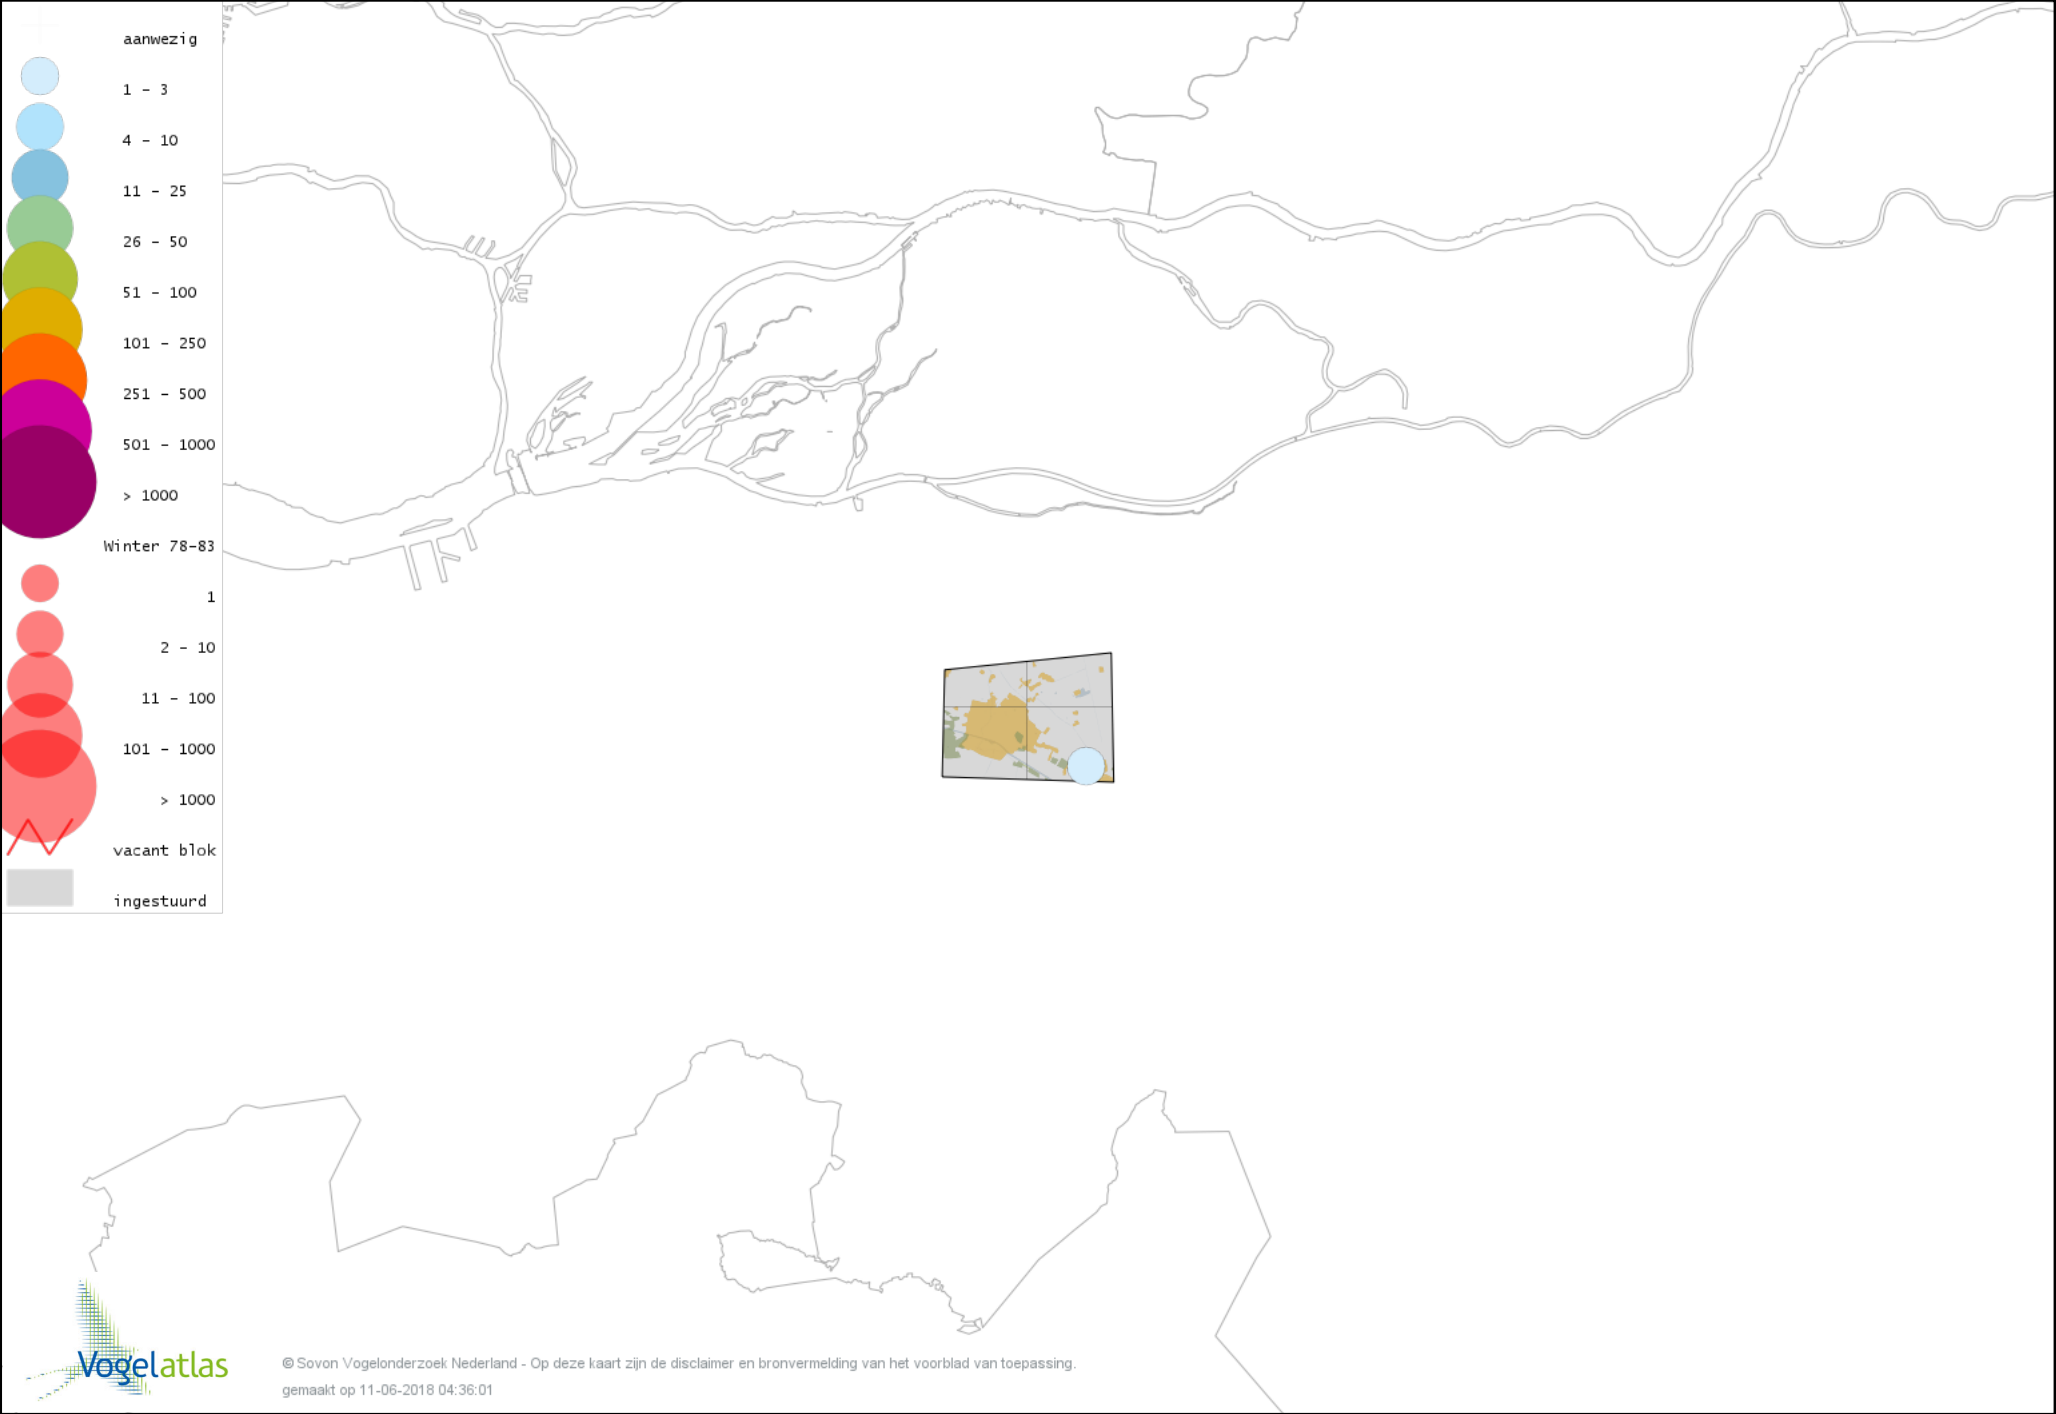 aanwezig
1 - 3
4 - 10
11 - 25
26 - 50
51 - 100
101 - 250
251 - 500
501 - 1000
> 1000
Winter 78-83
1
2 - 10
11 - 100
101 - 1000
> 1000
vacant blok
ingestuurd
Vogelatlas
© Sovon Vogelonderzoek Nederland - Op deze kaart zijn de disclaimer en bronvermelding van het voorblad van toepassing.
gemaakt op 11-06-2018 04:36:01